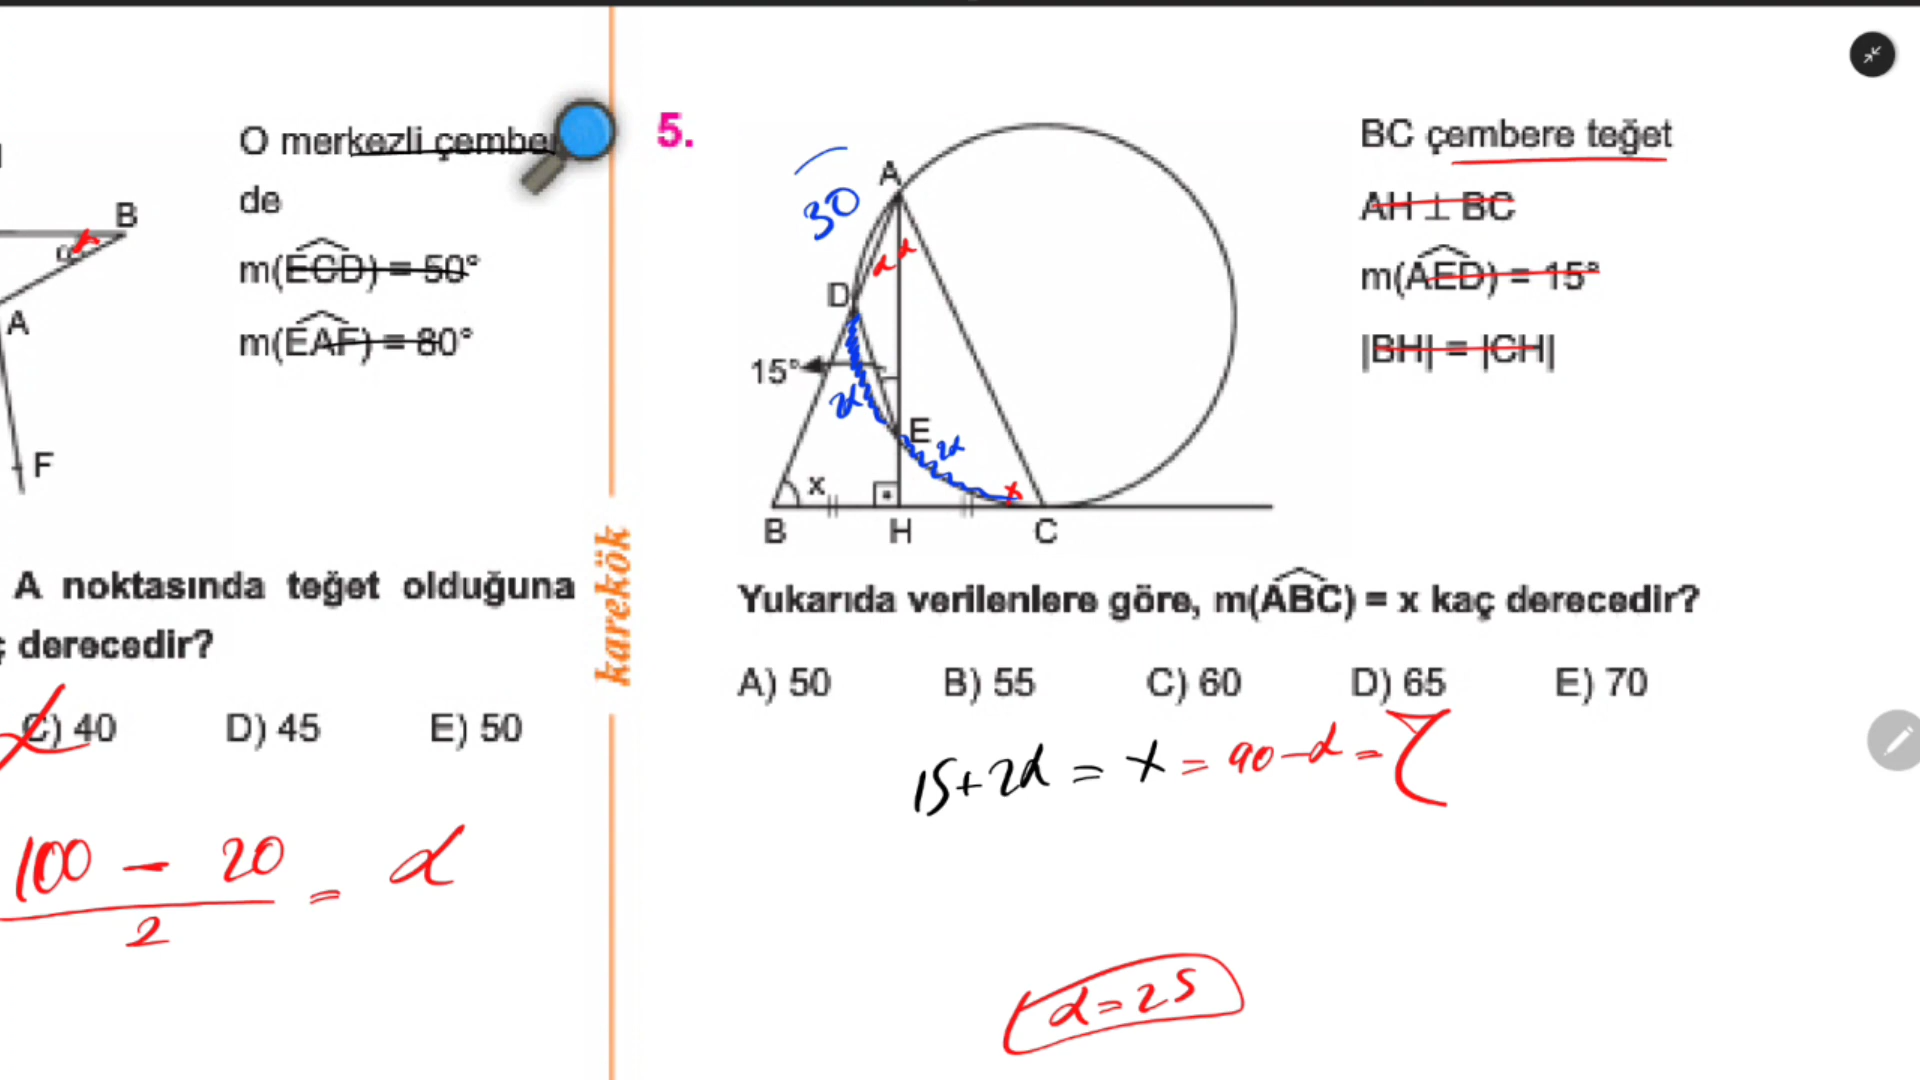 O merkezli çember
de
m(ECD) = 50°
m(EAF) = 80°
B
α
A
F
A noktasında teğet olduğuna
derecedir?
C) 40 D) 45 E) 50
100 - 20 = α
2
karekök
5.
30
A
α α
D
15°
2α
E
2α
x
x
B H C
BC çembere teğet
AH ⊥ BC
m(AED) = 15°
|BH| = |CH|
Yukarıda verilenlere göre, m(ABC) = x kaç derecedir?
A) 50 B) 55 C) 60 D) 65 E) 70
15+2α = x = 90-α =
α=25